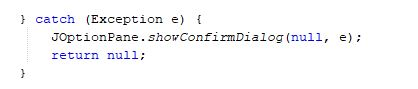 } catch (Exception e) {
    JOptionPane.showConfirmDialog(null, e);
    return null;
}